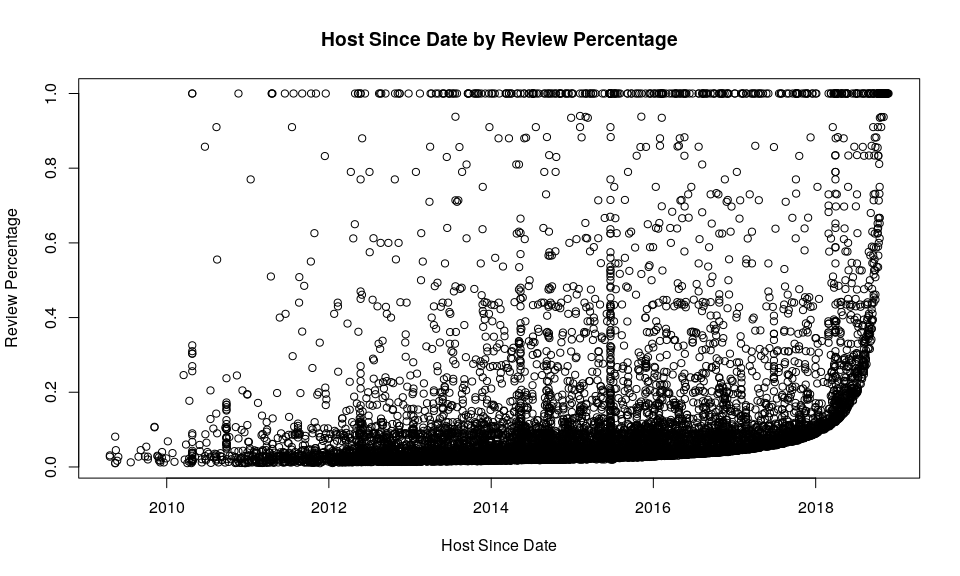 Host Since Date by Review Percentage
Review Percentage
1.0
0.8
0.6
0.4
0.2
0.0
2010 2012 2014 2016 2018
Host Since Date